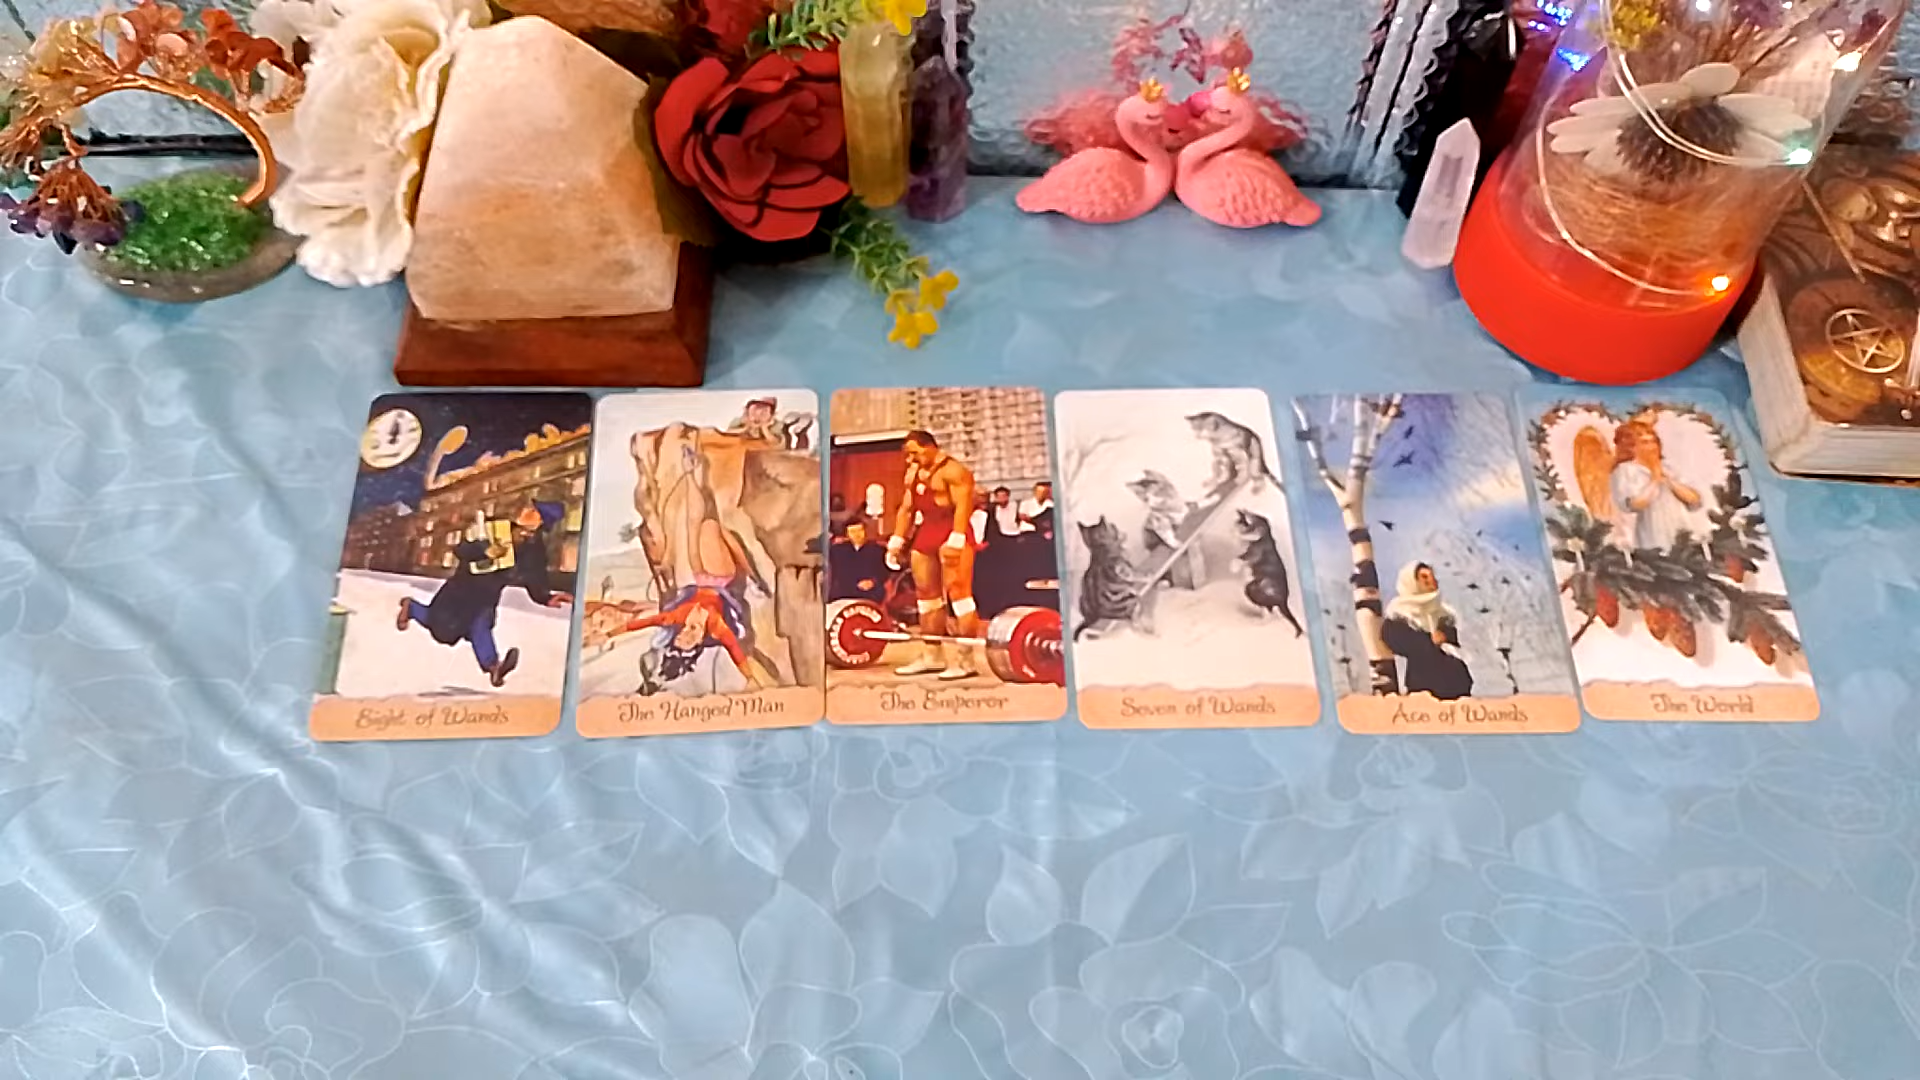 Eight of Wands
The Hanged Man
The Emperor
Seven of Wands
Ace of Wands
The World